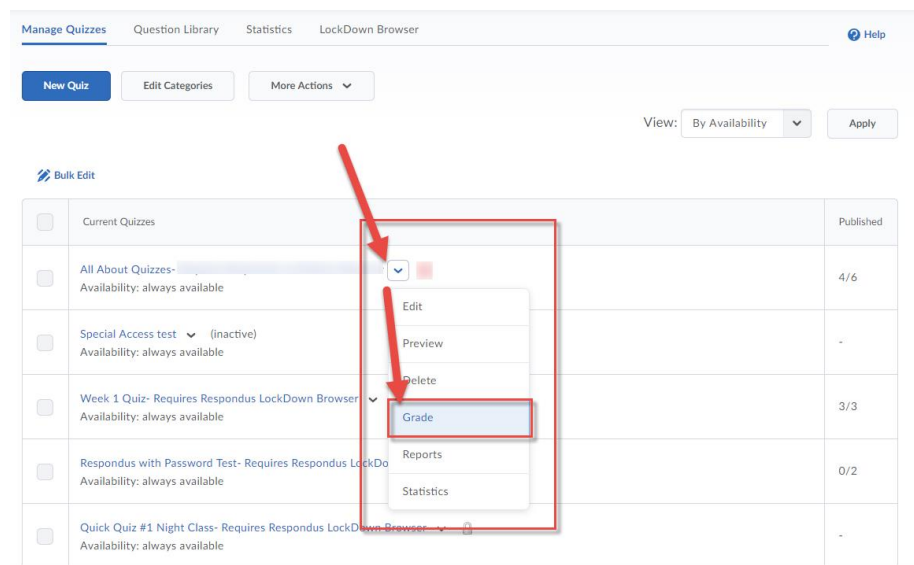 Manage Quizzes Question Library Statistics LockDown Browser
Help
New Quiz Edit Categories More Actions
View: By Availability Apply
Bulk Edit
Current Quizzes Published
All About Quizzes- 4/6
Availability: always available
Edit
Special Access test (inactive) -
Availability: always available
Preview
Delete
Week 1 Quiz- Requires Respondus LockDown Browser 3/3
Availability: always available
Grade
Reports
Respondus with Password Test- Requires Respondus LockDo 0/2
Availability: always available
Statistics
Quick Quiz #1 Night Class- Requires Respondus LockDown Browser -
Availability: always available